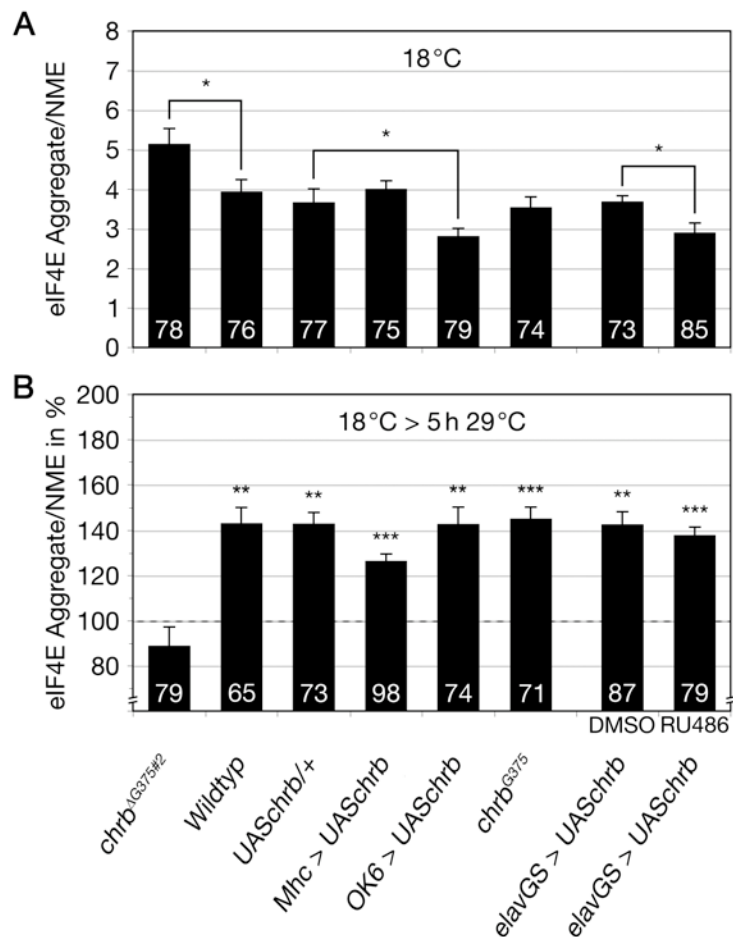 A
eIF4E Aggregate/NME
8
7
6
5
4
3
2
1
0
18°C
*
*
*
78 76 77 75 79 74 73 85
B
eIF4E Aggregate/NME in %
200
180
160
140
120
100
80
18°C > 5h 29°C
** ** *** ** *** ** ***
79 65 73 98 74 71 87 79
DMSO RU486
chrbΔG375#2
Wildtyp
UASchrb/+
Mhc > UASchrb
OK6 > UASchrb
chrbG375
elavGS > UASchrb
elavGS > UASchrb